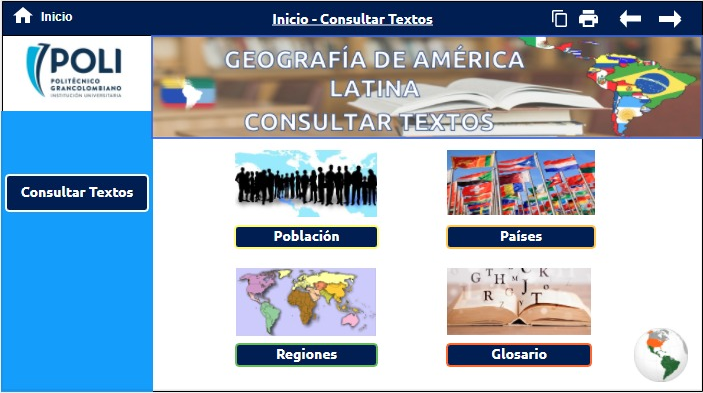 Inicio
Inicio - Consultar Textos
POLI
POLITÉCNICO
GRANCOLOMBIANO
INSTITUCIÓN UNIVERSITARIA
GEOGRAFÍA DE AMÉRICA
LATINA
CONSULTAR TEXTOS
Consultar Textos
Población
Países
G T H M C K
R J T
Regiones
Glosario